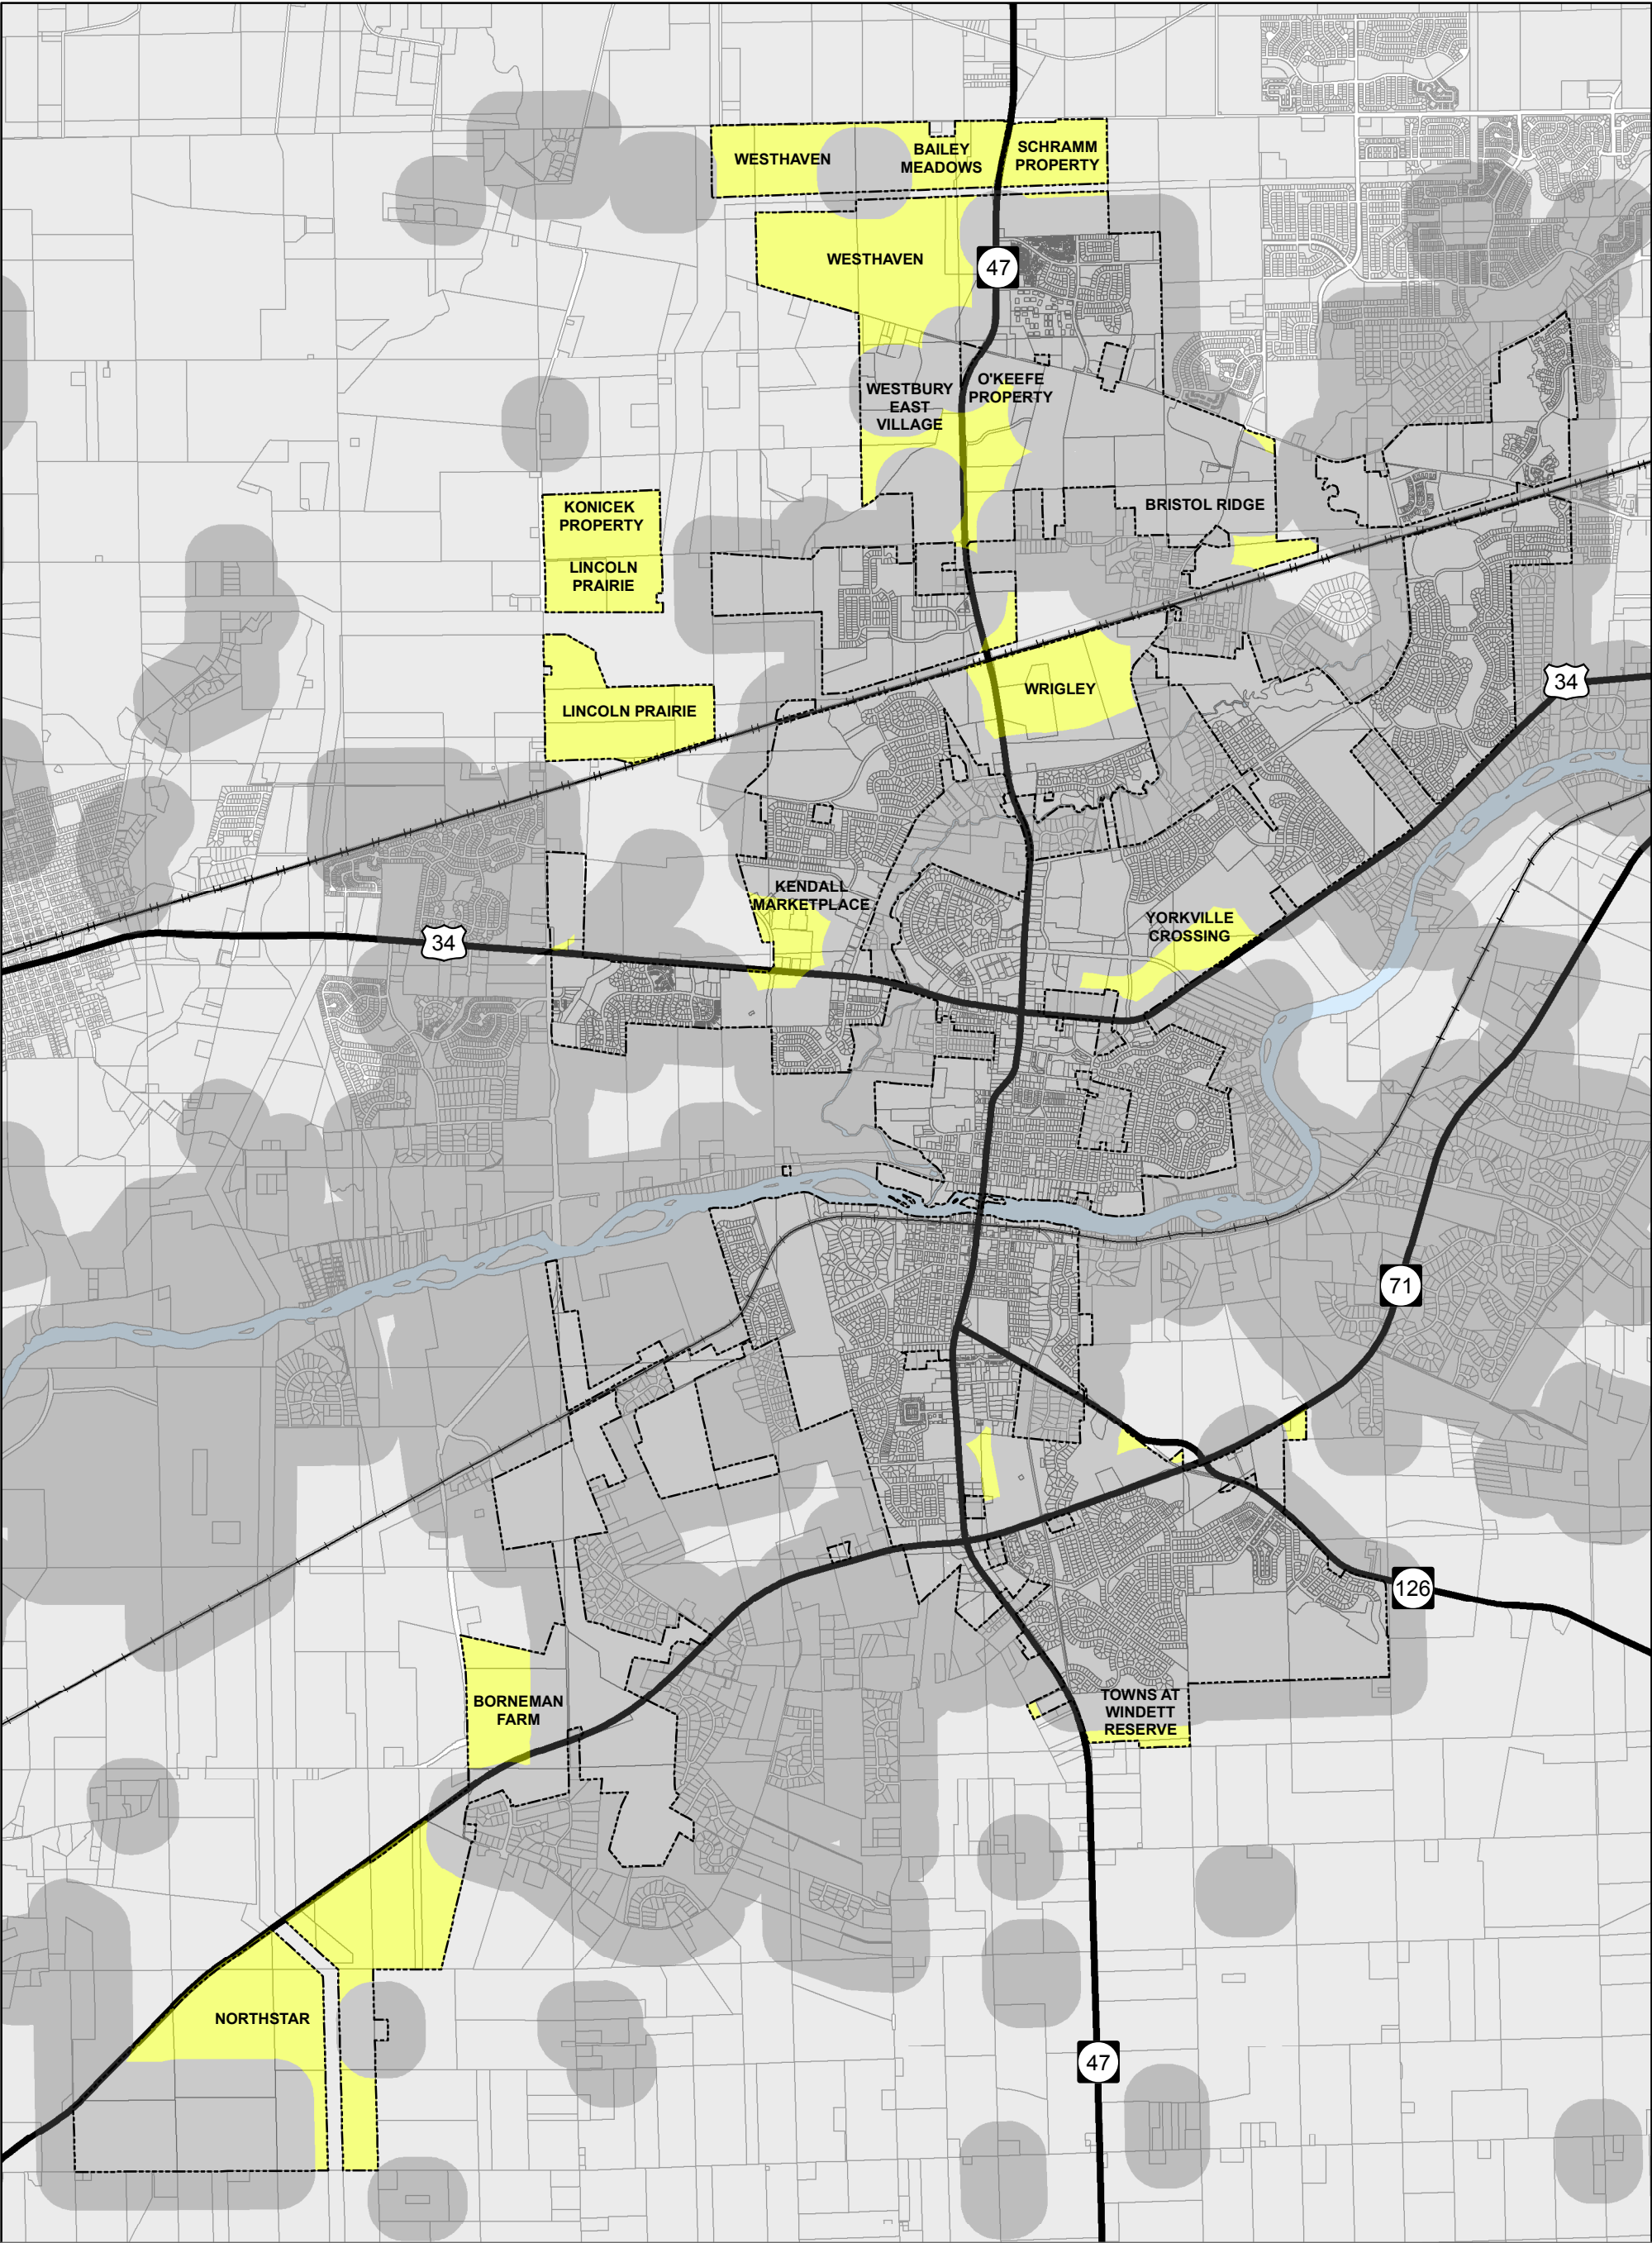 WESTHAVEN
BAILEY
MEADOWS
SCHRAMM
PROPERTY
WESTHAVEN
47
WESTBURY
EAST
VILLAGE
O'KEEFE
PROPERTY
KONICEK
PROPERTY
BRISTOL RIDGE
LINCOLN
PRAIRIE
WRIGLEY
34
LINCOLN PRAIRIE
KENDALL
MARKETPLACE
YORKVILLE
CROSSING
34
71
126
BORNEMAN
FARM
TOWNS AT
WINDETT
RESERVE
NORTHSTAR
47